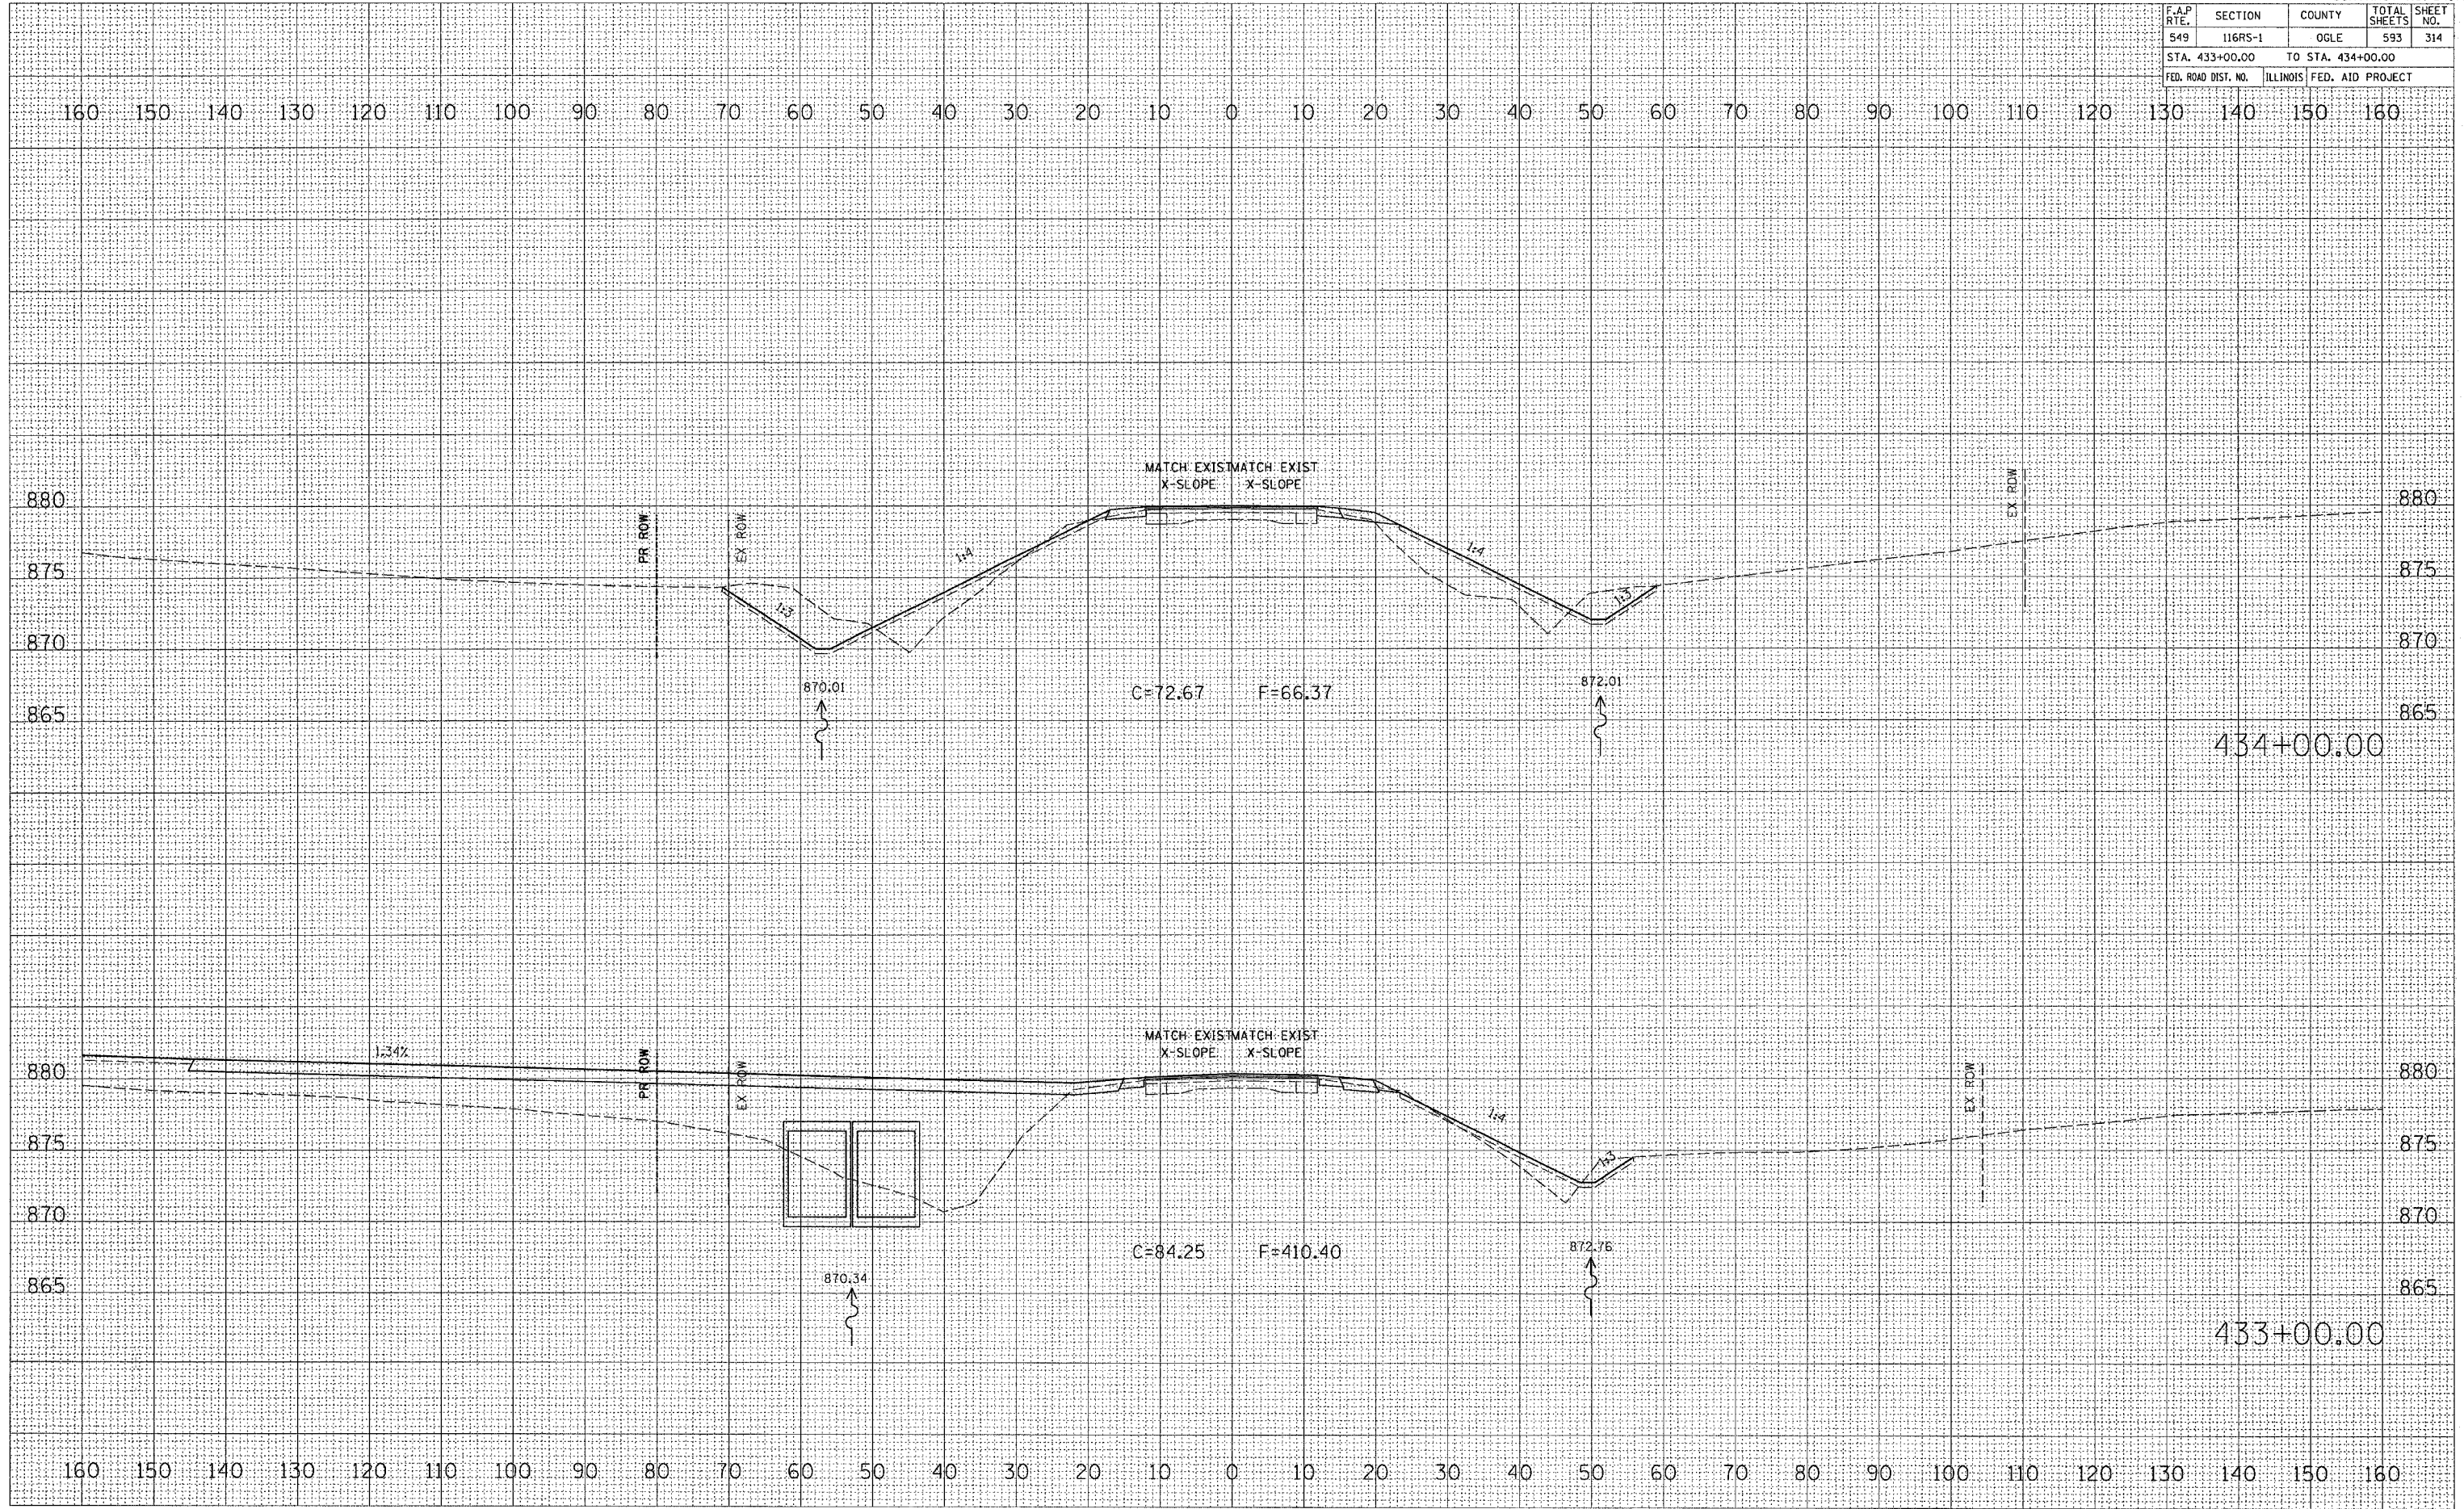 F.A.P RTE. SECTION COUNTY TOTAL SHEETS SHEET NO.
549 116RS-1 OGLE 593 314
STA. 433+00.00 TO STA. 434+00.00
FED. ROAD DIST. NO. ILLINOIS FED. AID PROJECT
160 150 140 130 120 110 100 90 80 70 60 50 40 30 20 10 0 10 20 30 40 50 60 70 80 90 100 110 120 130 140 150 160
MATCH EXIST MATCH EXIST
X-SLOPE X-SLOPE
880 PR ROW EX ROW EX ROW 880
1:4 1:4
875 875
1:3 1:3
870 870
870.01 C=72.67 F=66.37 872.01
865 865
434+00.00
MATCH EXIST MATCH EXIST
X-SLOPE X-SLOPE
1.34%
880 PR ROW EX ROW EX ROW 880
1:4
875 875
1:3
870 870
C=84.25 F=410.40 872.76
870.34
865 865
433+00.00
160 150 140 130 120 110 100 90 80 70 60 50 40 30 20 10 0 10 20 30 40 50 60 70 80 90 100 110 120 130 140 150 160